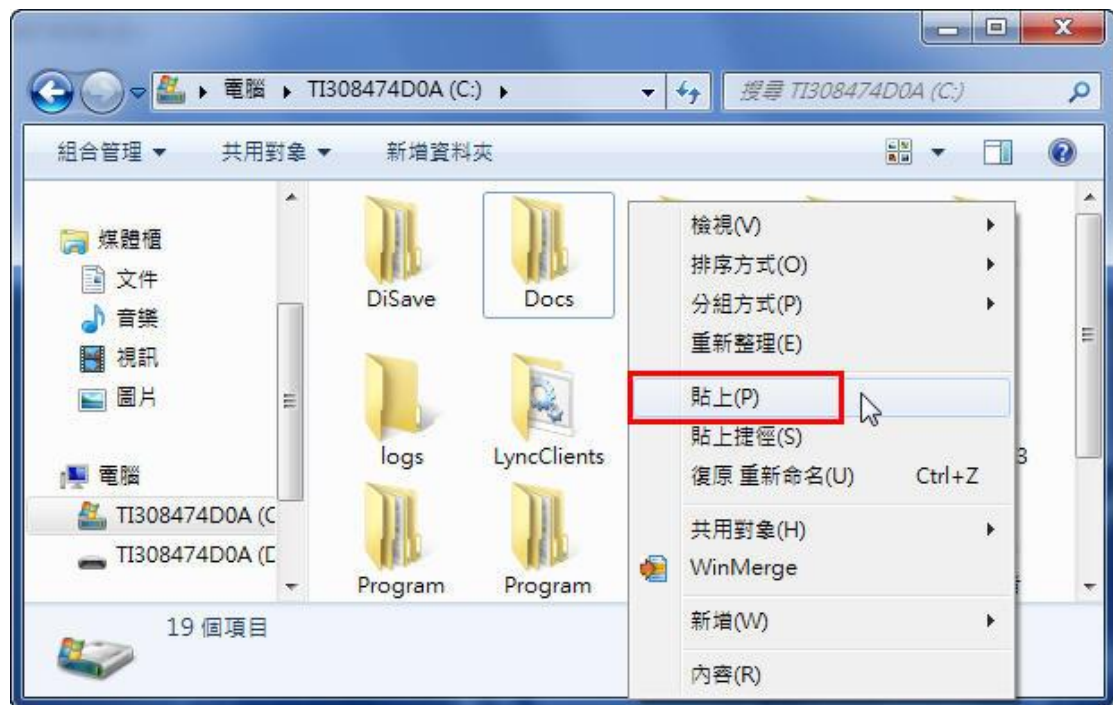 電腦 TI308474D0A (C:)
搜尋 TI308474D0A (C:)
組合管理 共用對象 新增資料夾
媒體櫃
文件
音樂
視訊
圖片
電腦
TI308474D0A (C
TI308474D0A (D
DiSave
Docs
logs
LyncClients
3
Program
Program
檢視(V)
排序方式(O)
分組方式(P)
重新整理(E)
貼上(P)
貼上捷徑(S)
復原 重新命名(U) Ctrl+Z
共用對象(H)
WinMerge
新增(W)
內容(R)
19 個項目